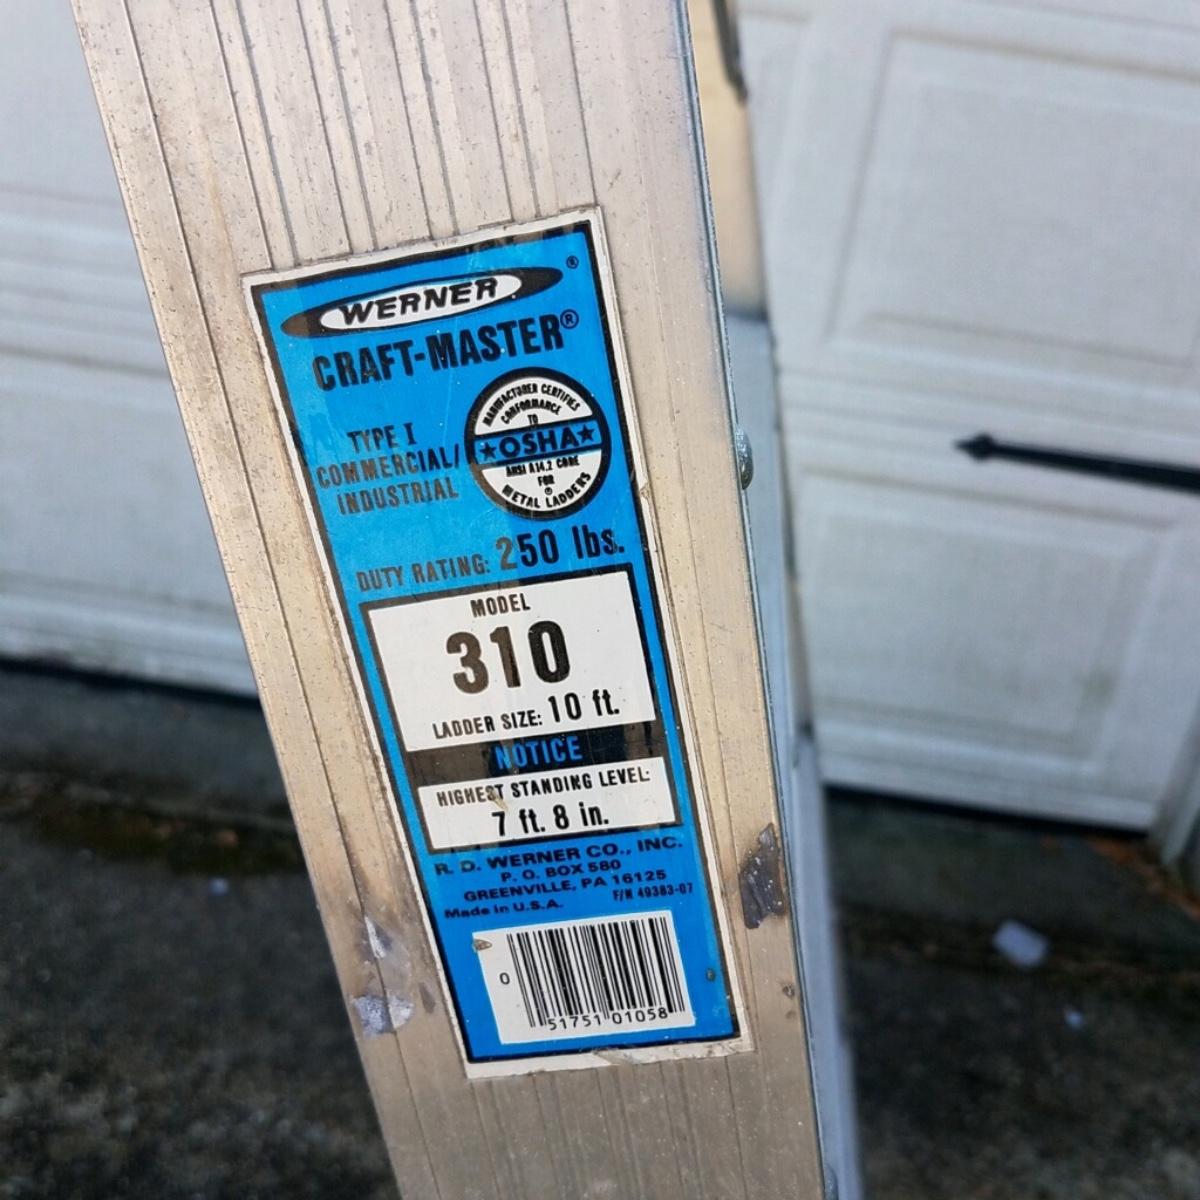 WERNER ®
CRAFT-MASTER®
TYPE I
COMMERCIAL/
INDUSTRIAL
MANUFACTURER CERTIFIES
CONFORMANCE
TO
★OSHA★
ANSI A14.2 CODE
FOR
®
METAL LADDERS
DUTY RATING: 250 lbs.
MODEL
310
LADDER SIZE: 10 ft.
NOTICE
HIGHEST STANDING LEVEL:
7 ft. 8 in.
R. D. WERNER CO., INC.
P. O. BOX 580
GREENVILLE, PA 16125
Made in U.S.A. F/N 49383-07
0 51751 01058